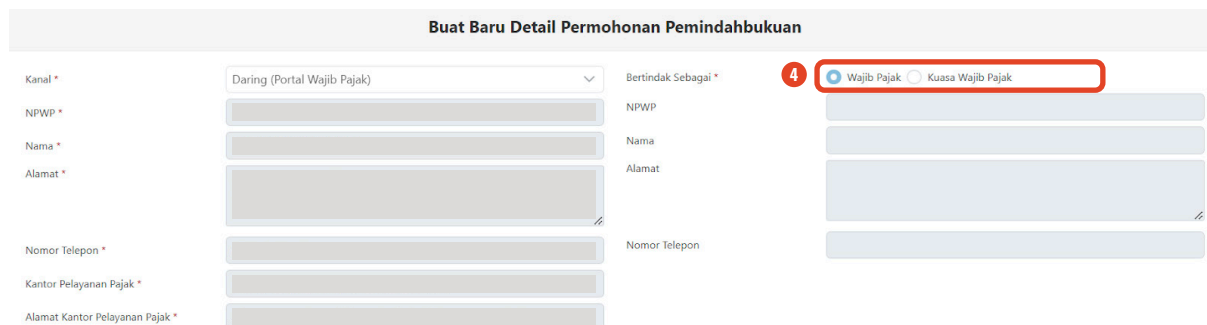 Buat Baru Detail Permohonan Pemindahbukuan
Kanal *
Daring (Portal Wajib Pajak)
NPWP *
Nama *
Alamat *
Nomor Telepon *
Kantor Pelayanan Pajak *
Alamat Kantor Pelayanan Pajak *
Bertindak Sebagai *
4
Wajib Pajak
Kuasa Wajib Pajak
NPWP
Nama
Alamat
Nomor Telepon